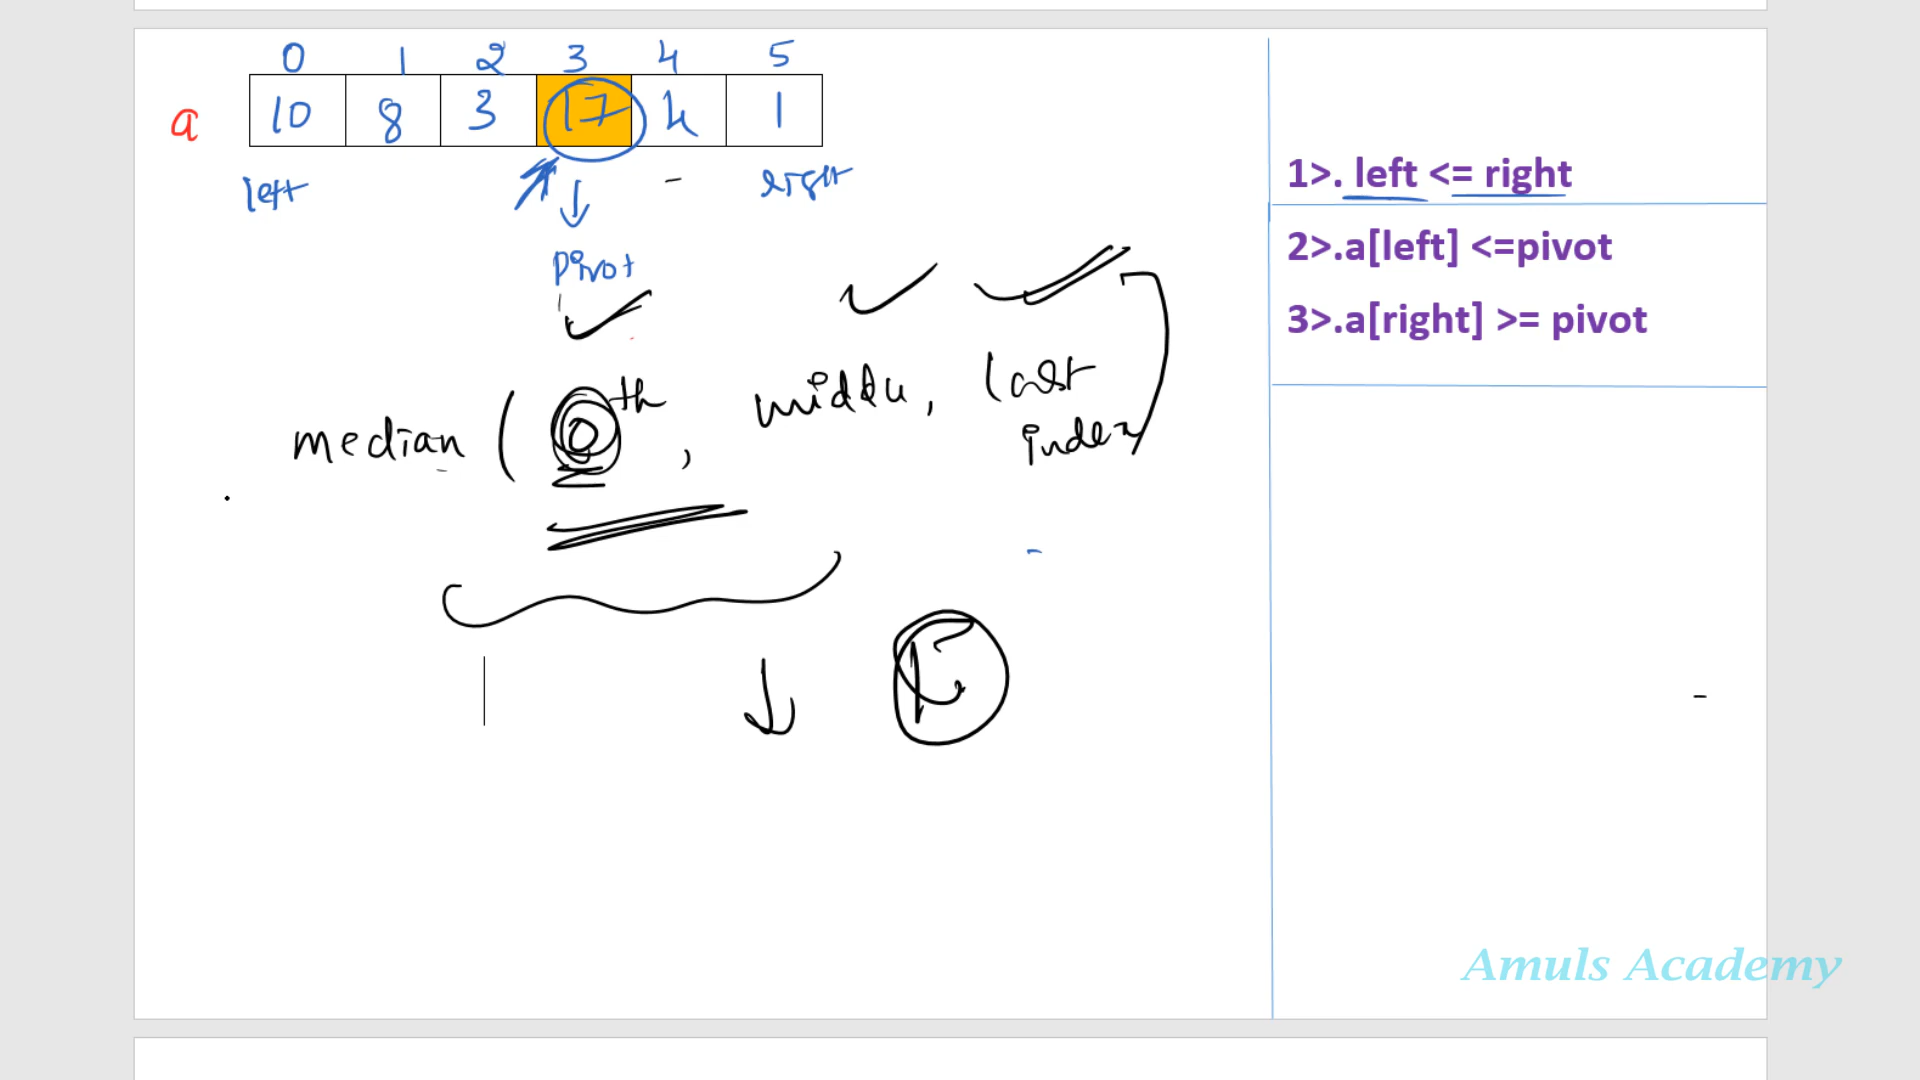 0 1 2 3 4 5
a 10 8 3 17 4 1
left right
pivot
median ( 0th , middle, last
index
15
1>. left <= right
2>.a[left] <=pivot
3>.a[right] >= pivot
Amuls Academy